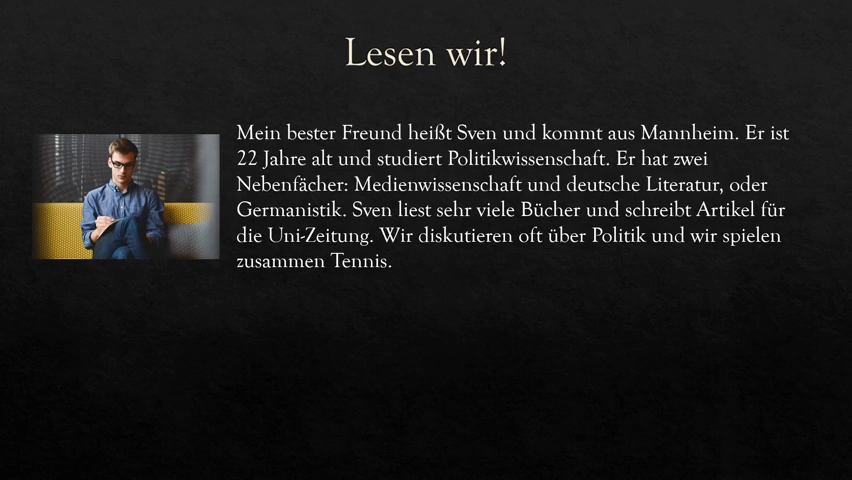 Lesen wir!
Mein bester Freund heißt Sven und kommt aus Mannheim. Er ist
22 Jahre alt und studiert Politikwissenschaft. Er hat zwei
Nebenfächer: Medienwissenschaft und deutsche Literatur, oder
Germanistik. Sven liest sehr viele Bücher und schreibt Artikel für
die Uni-Zeitung. Wir diskutieren oft über Politik und wir spielen
zusammen Tennis.